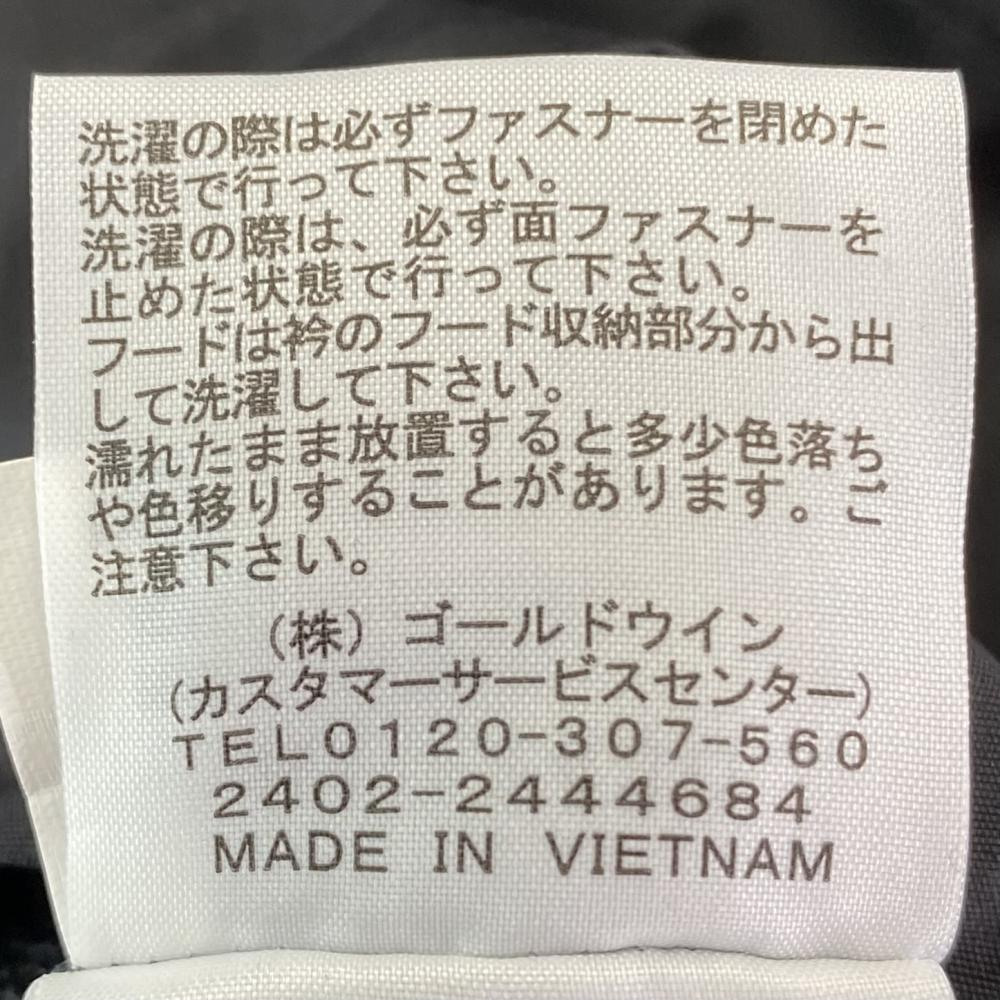 洗濯の際は必ずファスナーを閉めた
状態で行って下さい。
洗濯の際は、必ず面ファスナーを
止めた状態で行って下さい。
フードは衿のフード収納部分から出
して洗濯して下さい。
濡れたまま放置すると多少色落ち
や色移りすることがあります。ご
注意下さい。
(株) ゴールドウイン
(カスタマーサービスセンター)
TEL0120-307-560
2402-2444684
MADE IN VIETNAM